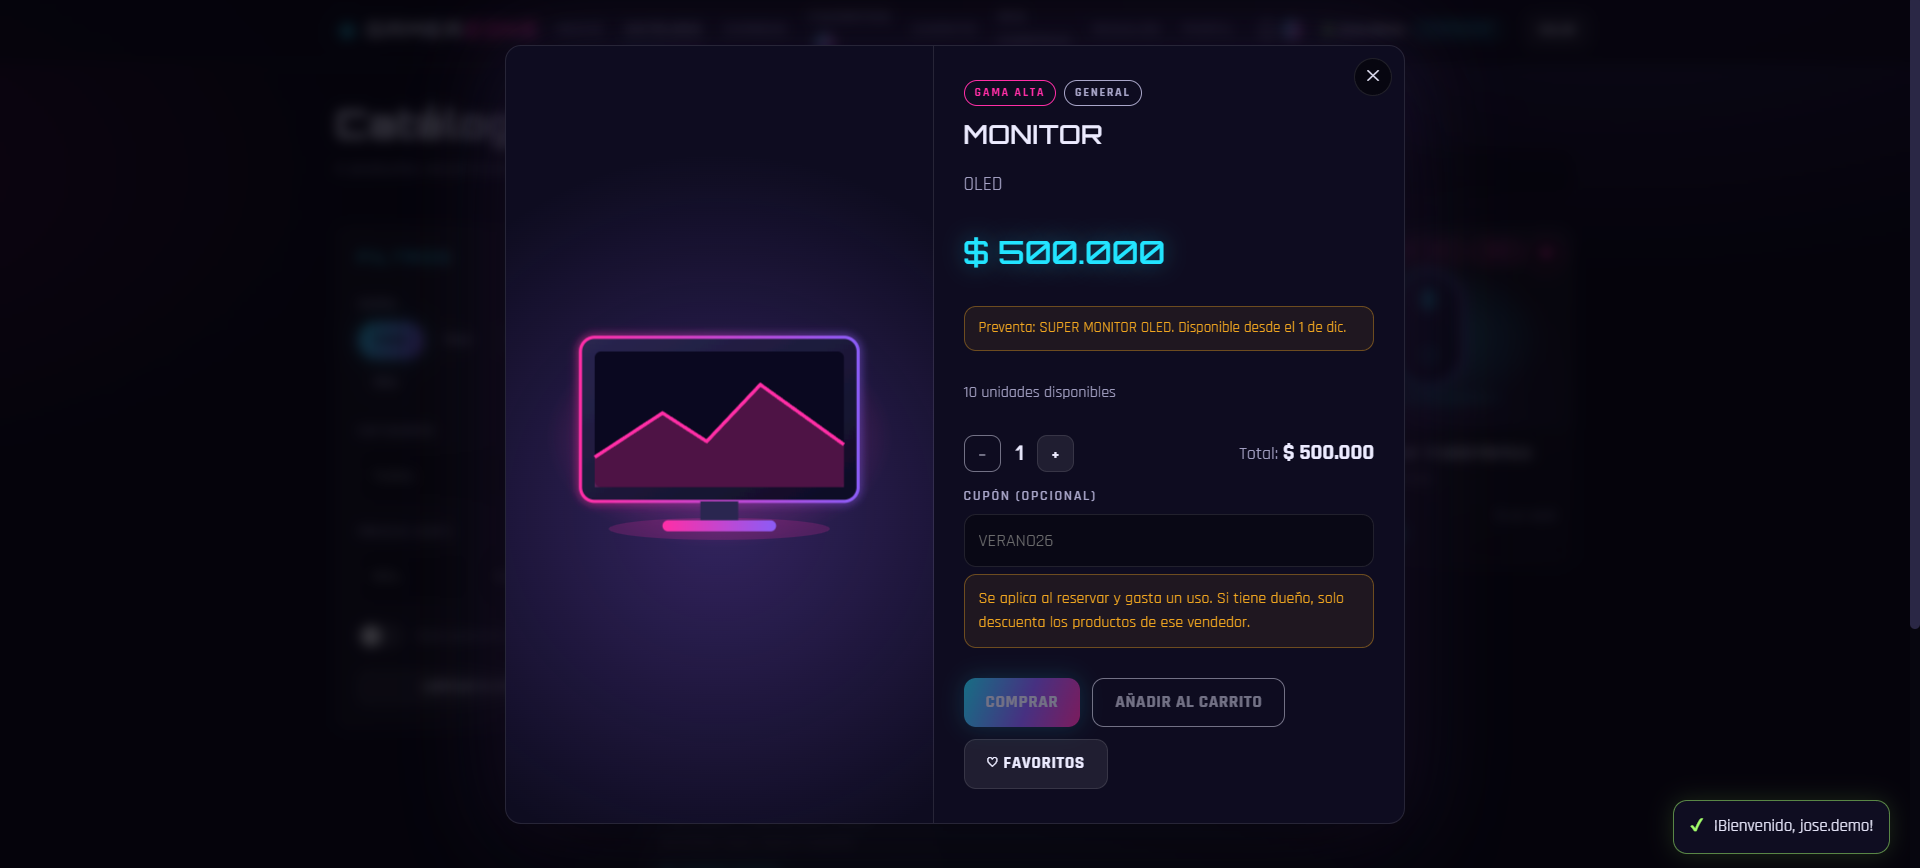 GAMA ALTA
GENERAL
MONITOR
OLED
$ 500.000
Preventa: SUPER MONITOR OLED. Disponible desde el 1 de dic.
10 unidades disponibles
- 1 + Total: $ 500.000
CUPÓN (OPCIONAL)
VERANO26
Se aplica al reservar y gasta un uso. Si tiene dueño, solo
descuenta los productos de ese vendedor.
COMPRAR
AÑADIR AL CARRITO
♡ FAVORITOS
Catálog
✓ ¡Bienvenido, jose.demo!